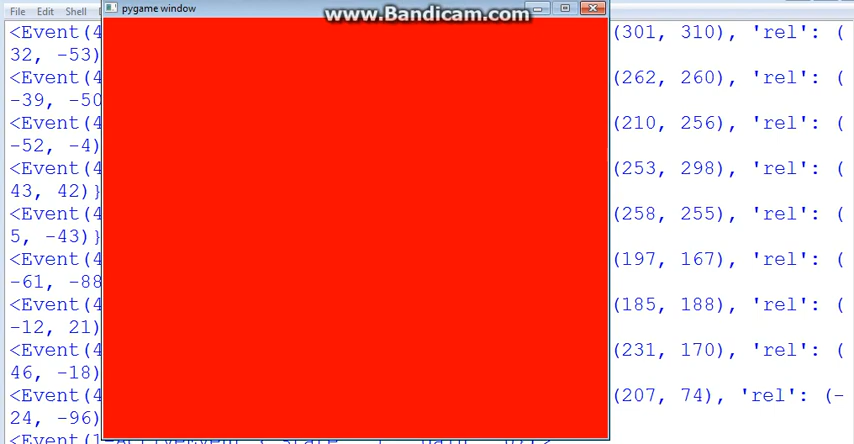 pygame window
www.Bandicam.com
File Edit Shell
<Event(4 (301, 310), 'rel': (
32, -53)
<Event(4 (262, 260), 'rel': (
-39, -50
<Event(4 (210, 256), 'rel': (
-52, -4)
<Event(4 (253, 298), 'rel': (
43, 42)}
<Event(4 (258, 255), 'rel': (
5, -43)}
<Event(4 (197, 167), 'rel': (
-61, -88
<Event(4 (185, 188), 'rel': (
-12, 21)
<Event(4 (231, 170), 'rel': (
46, -18)
<Event(4 (207, 74), 'rel': (-
24, -96)
<Event(1